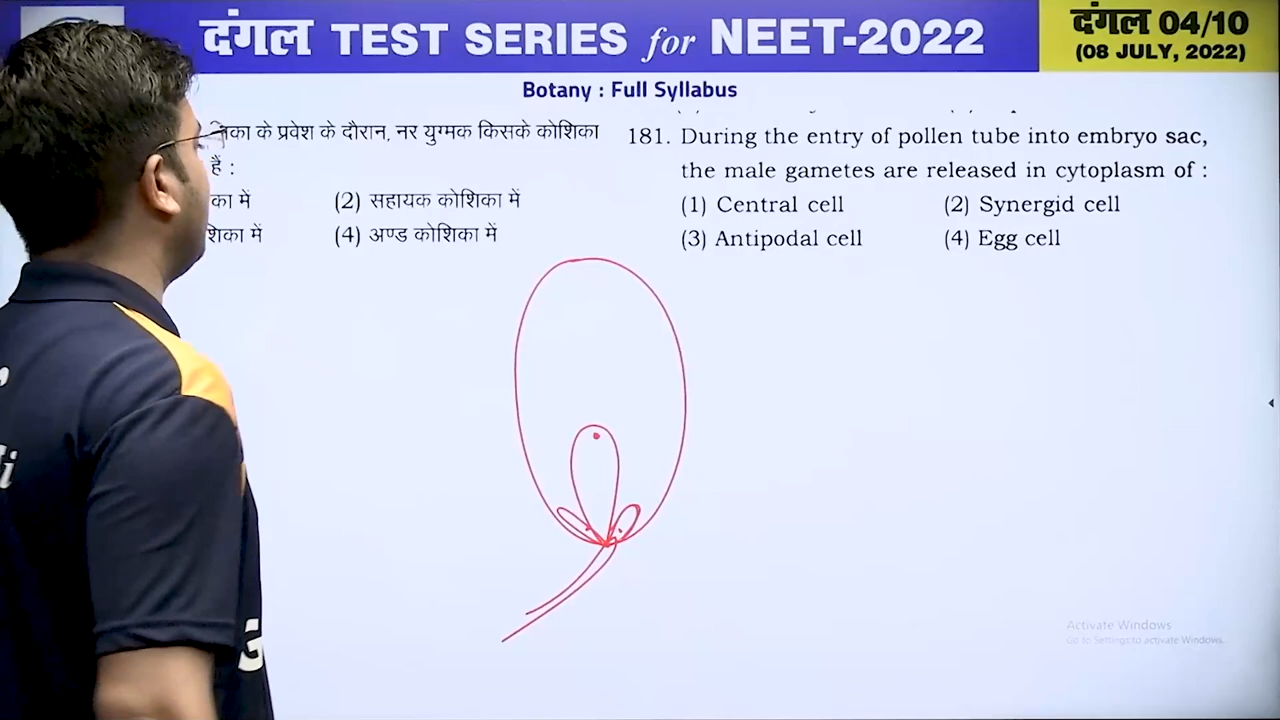 दंगल TEST SERIES for NEET-2022
दंगल 04/10
(08 JULY, 2022)
Botany : Full Syllabus
के प्रवेश के दौरान, नर युग्मक किसके कोशिका
हैं :
में
(2) सहायक कोशिका में
में
(4) अण्ड कोशिका में
181. During the entry of pollen tube into embryo sac,
the male gametes are released in cytoplasm of :
(1) Central cell
(2) Synergid cell
(3) Antipodal cell
(4) Egg cell
Activate Windows
Go to Settings to activate Windows.